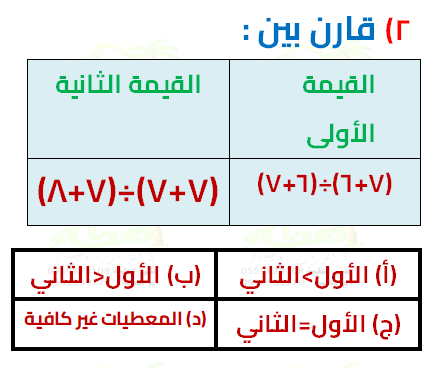 ٢) قارن بين :
القيمة الأولى
القيمة الثانية
(٧+٦)÷(٦+٧)
(٧+٧)÷(٧+٨)
(أ) الأول<الثاني
(ب) الأول>الثاني
(ج) الأول=الثاني
(د) المعطيات غير كافية